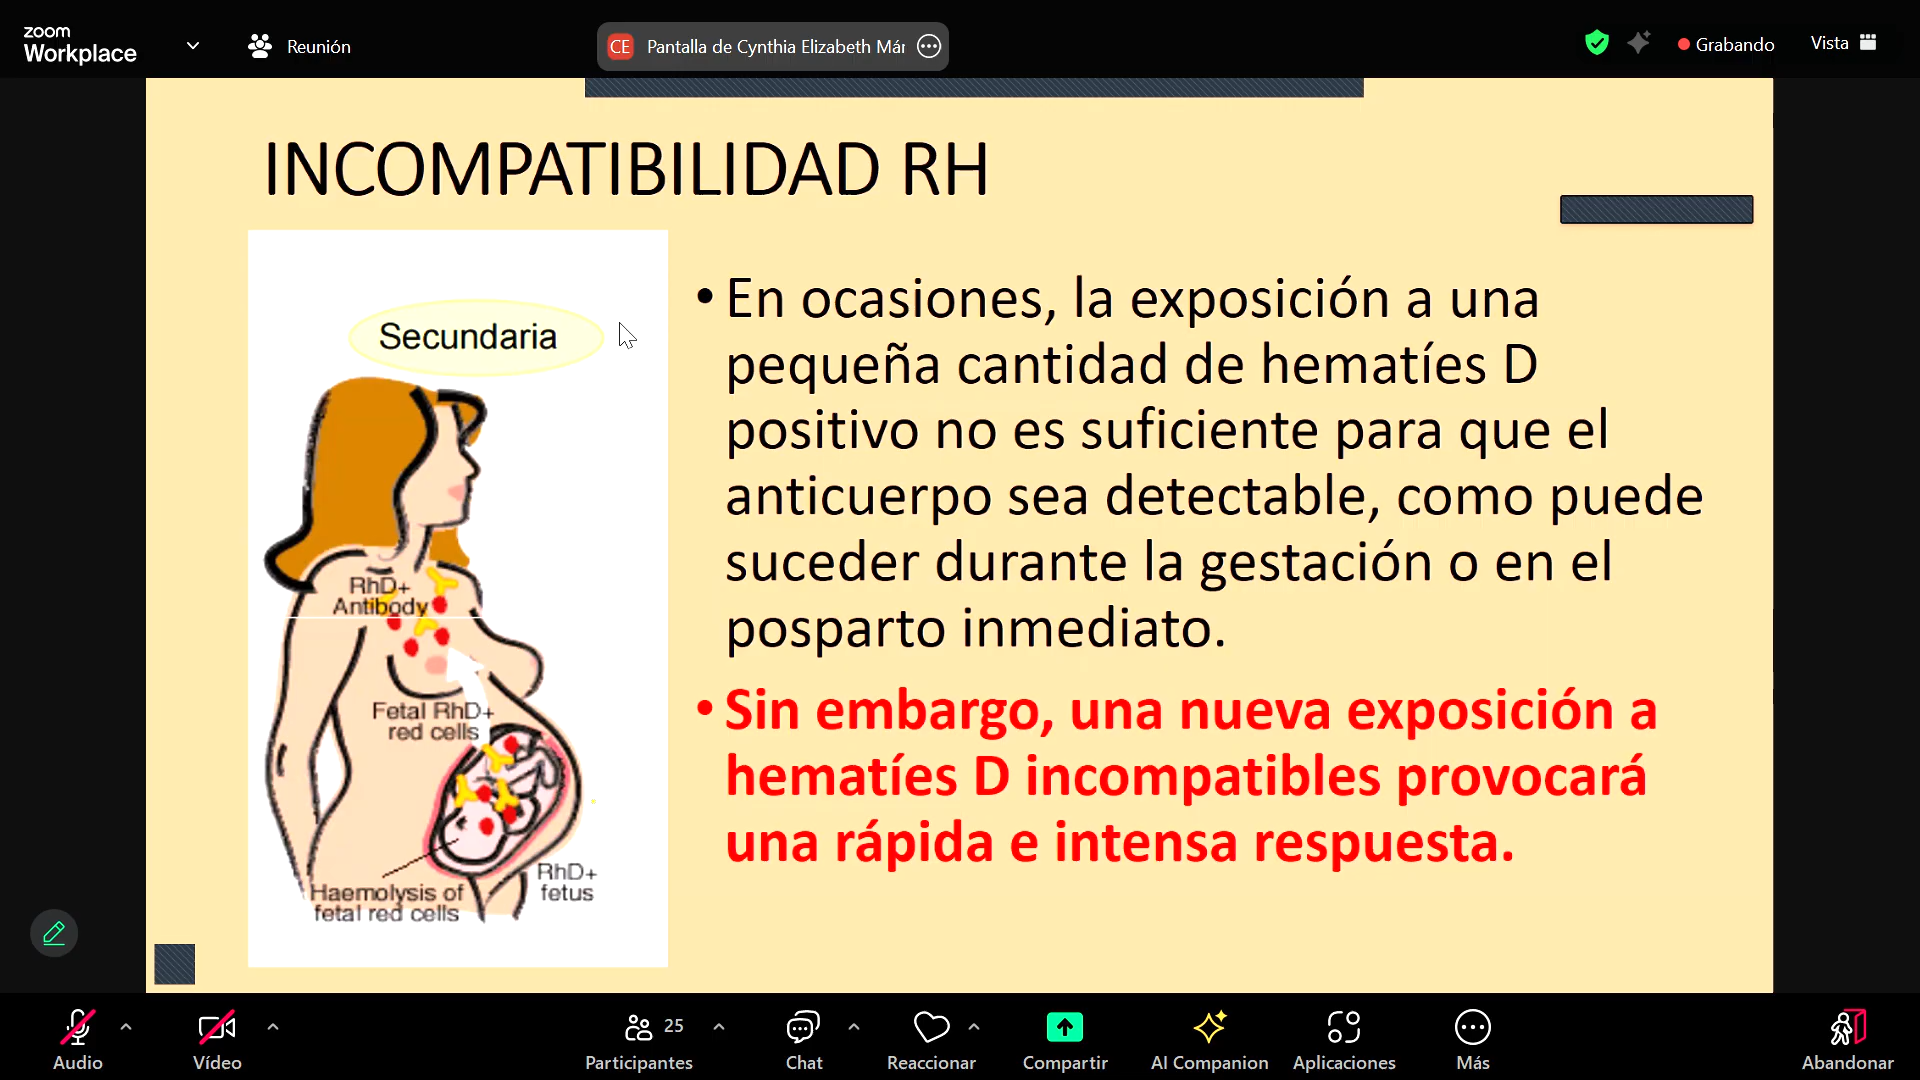 zoom
Workplace
Reunión
CE
Pantalla de Cynthia Elizabeth Már
Grabando
Vista
INCOMPATIBILIDAD RH
Secundaria
RhD+
Antibody
Fetal RhD+
red cells
RhD+
fetus
Haemolysis of
fetal red cells
• En ocasiones, la exposición a una
pequeña cantidad de hematíes D
positivo no es suficiente para que el
anticuerpo sea detectable, como puede
suceder durante la gestación o en el
posparto inmediato.
• Sin embargo, una nueva exposición a
hematíes D incompatibles provocará
una rápida e intensa respuesta.
Audio
Vídeo
25
Participantes
Chat
Reaccionar
Compartir
AI Companion
Aplicaciones
Más
Abandonar